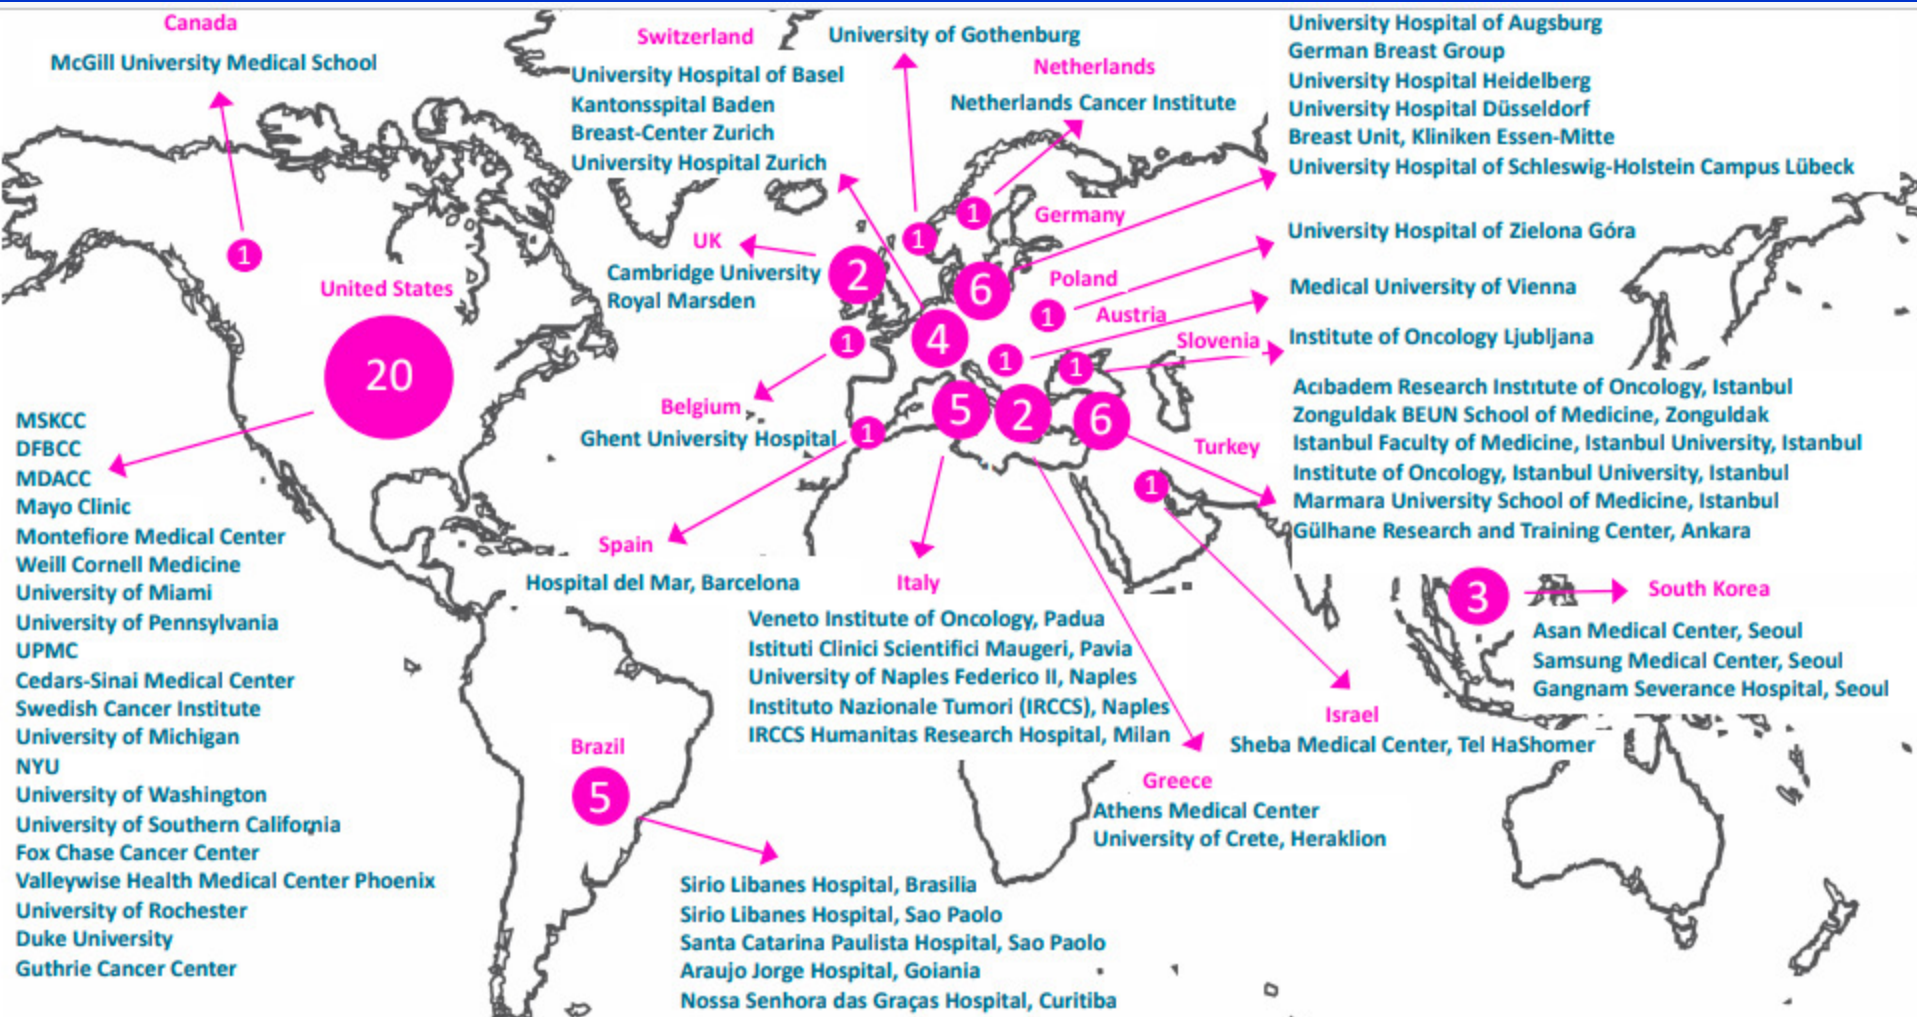 Canada
McGill University Medical School
1
United States
20
MSKCC
DFBCC
MDACC
Mayo Clinic
Montefiore Medical Center
Weill Cornell Medicine
University of Miami
University of Pennsylvania
UPMC
Cedars-Sinai Medical Center
Swedish Cancer Institute
University of Michigan
NYU
University of Washington
University of Southern California
Fox Chase Cancer Center
Valleywise Health Medical Center Phoenix
University of Rochester
Duke University
Guthrie Cancer Center
Switzerland
University Hospital of Basel
Kantonsspital Baden
Breast-Center Zurich
University Hospital Zurich
4
University of Gothenburg
1
Netherlands
Netherlands Cancer Institute
1
UK
Cambridge University
Royal Marsden
2
Belgium
Ghent University Hospital
1
Spain
Hospital del Mar, Barcelona
1
Germany
6
University Hospital of Augsburg
German Breast Group
University Hospital Heidelberg
University Hospital Düsseldorf
Breast Unit, Kliniken Essen-Mitte
University Hospital of Schleswig-Holstein Campus Lübeck
Poland
1
University Hospital of Zielona Góra
Austria
1
Medical University of Vienna
Slovenia
1
Institute of Oncology Ljubljana
Turkey
6
Acıbadem Research Institute of Oncology, Istanbul
Zonguldak BEUN School of Medicine, Zonguldak
Istanbul Faculty of Medicine, Istanbul University, Istanbul
Institute of Oncology, Istanbul University, Istanbul
Marmara University School of Medicine, Istanbul
Gülhane Research and Training Center, Ankara
Italy
5
Veneto Institute of Oncology, Padua
Istituti Clinici Scientifici Maugeri, Pavia
University of Naples Federico II, Naples
Instituto Nazionale Tumori (IRCCS), Naples
IRCCS Humanitas Research Hospital, Milan
2
Greece
Athens Medical Center
University of Crete, Heraklion
1
Israel
Sheba Medical Center, Tel HaShomer
3
South Korea
Asan Medical Center, Seoul
Samsung Medical Center, Seoul
Gangnam Severance Hospital, Seoul
Brazil
5
Sirio Libanes Hospital, Brasilia
Sirio Libanes Hospital, Sao Paolo
Santa Catarina Paulista Hospital, Sao Paolo
Araujo Jorge Hospital, Goiania
Nossa Senhora das Graças Hospital, Curitiba